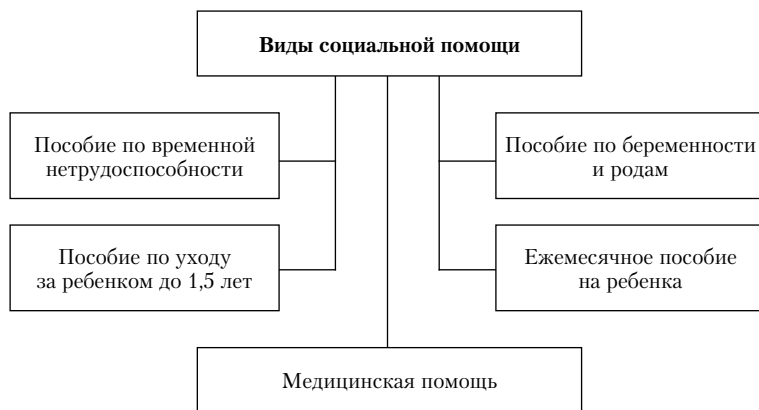 Виды социальной помощи
Пособие по временной
нетрудоспособности
Пособие по беременности
и родам
Пособие по уходу
за ребенком до 1,5 лет
Ежемесячное пособие
на ребенка
Медицинская помощь